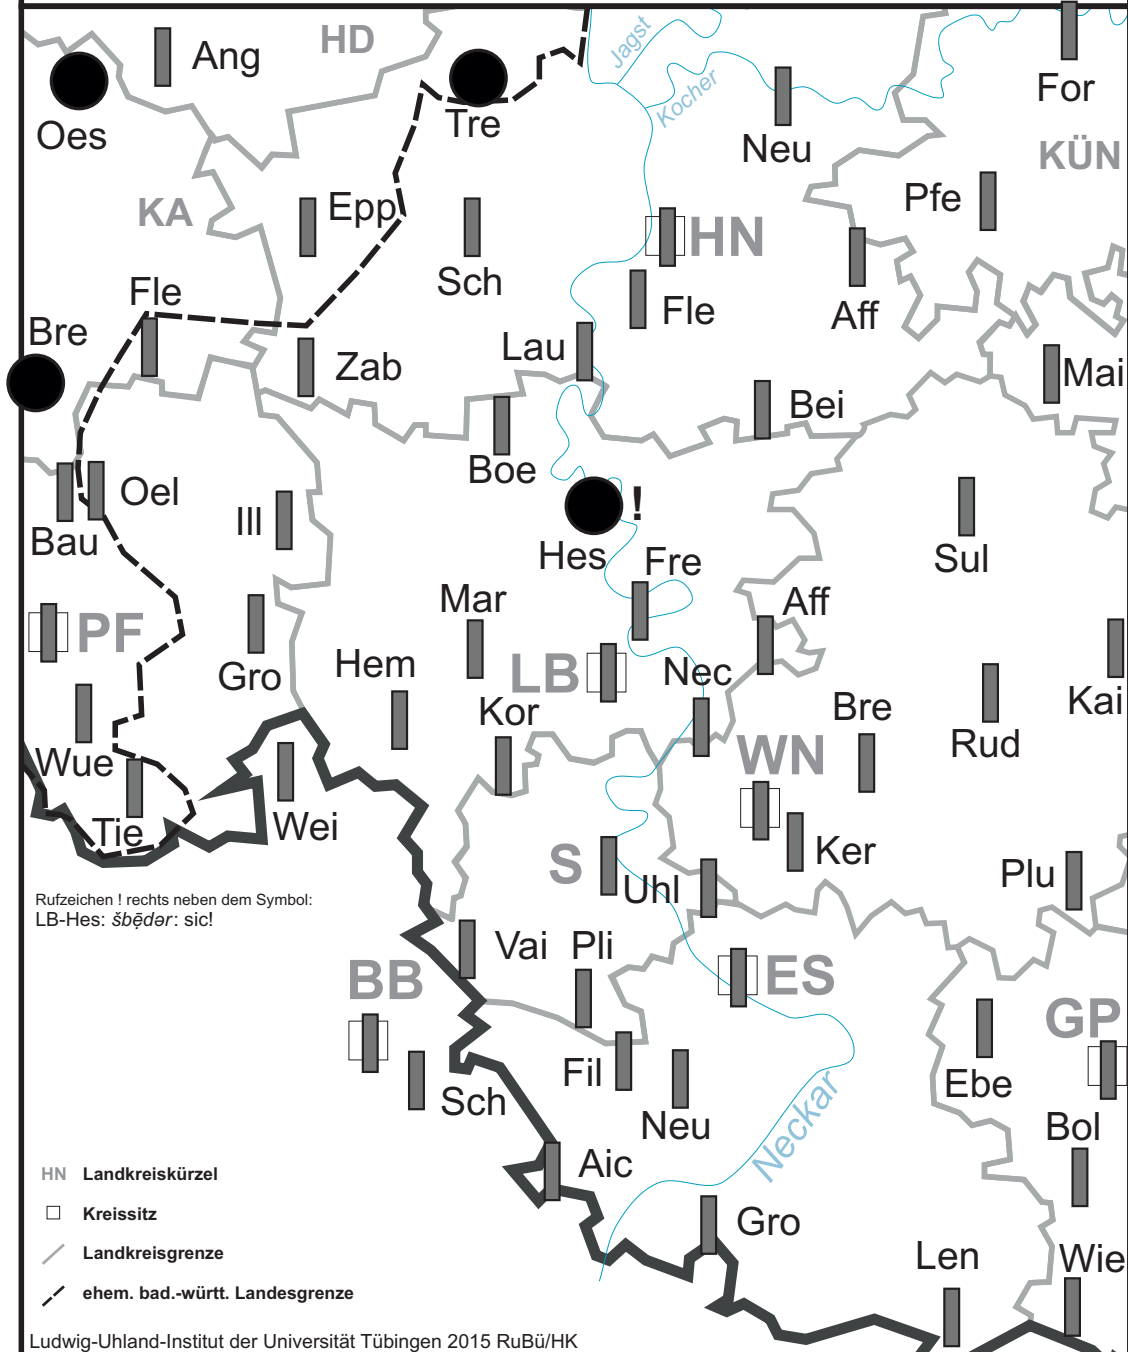 HD
Jagst
Ang
For
Oes
Tre
Kocher
Neu
KÜN
KA
Epp
Pfe
HN
Sch
Fle
Fle
Aff
Bre
Lau
Zab
Mai
Bei
Boe
Oel
!
Ill
Bau
Hes
Sul
Fre
Mar
Aff
PF
Hem
LB
Nec
Gro
Kai
Kor
Bre
Rud
Wue
WN
Tie
Wei
Ker
S
Uhl
Plu
Rufzeichen ! rechts neben dem Symbol:
LB-Hes: šbẹ̄dər: sic!
Vai
Pli
BB
ES
GP
Fil
Ebe
Sch
Neu
Neckar
Bol
Aic
HN Landkreiskürzel
Kreissitz
Gro
Landkreisgrenze
Len
Wie
ehem. bad.-württ. Landesgrenze
Ludwig-Uhland-Institut der Universität Tübingen 2015 RuBü/HK